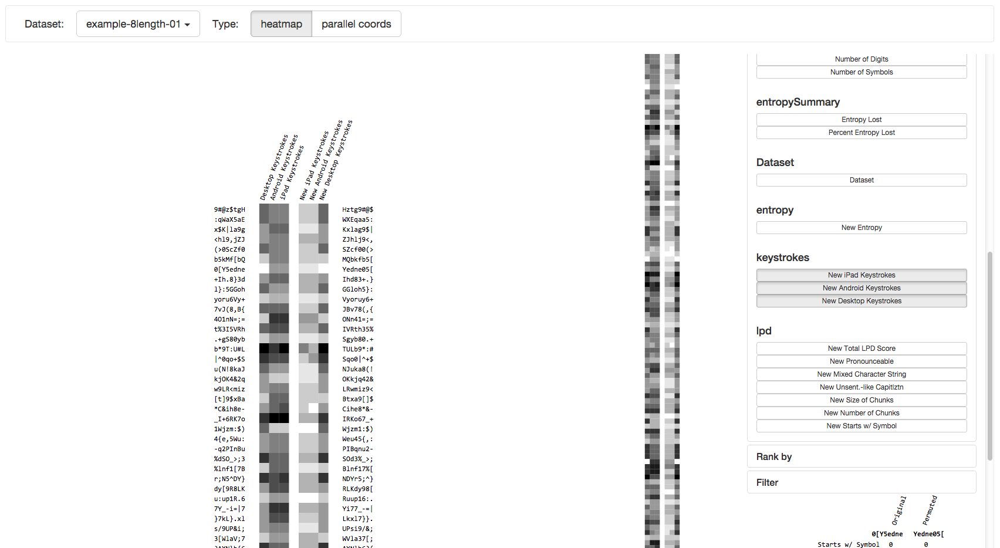 Dataset: example-8length-01 Type: heatmap parallel coords
Number of Digits
Number of Symbols
entropySummary
Entropy Lost
Percent Entropy Lost
Dataset
Dataset
entropy
New Entropy
keystrokes
New iPad Keystrokes
New Android Keystrokes
New Desktop Keystrokes
lpd
New Total LPD Score
New Pronounceable
New Mixed Character String
New Unsent.-like Capitlztn
New Size of Chunks
New Number of Chunks
New Starts w/ Symbol
Rank by
Filter
Original
Permuted
0[Y5edne Yedne05[
Starts w/ Symbol 0 0
Desktop Keystrokes
Android Keystrokes
iPad Keystrokes
New iPad Keystrokes
New Android Keystrokes
New Desktop Keystrokes
9#@z$tgH Hztg9#@$
:qWaX5aE WXEqaa5:
x$K|la9g Kxlag9$|
<hl9,jZJ ZJhlj9<,
(>0ScZf0 SZcf00(>
b5kMf[bQ MQbkfb5[
0[Y5edne Yedne05[
+Ih.8}3d Ihd83+.}
l}:5GGoh GGloh5}:
yoru6Vy+ Vyoruy6+
7vJ(8,B{ JBv78(,{
4O1nN=;= ONn41=;=
t%3I5VRh IVRth35%
.+gS80yb Sgyb80.+
b*9T:U#L TULb9*:#
|^0qo+$S Sqo0|^+$
u(N!8kaJ NJuka8(!
kjOK4&2q OKkjq42&
w9LR<miz LRwmiz9<
[t]9$xBa Btxa9[]$
*C&ih8e- Cihe8*&-
_I+6RK7o IRKo67_+
1Wjzm:$) Wjzm1:$)
4{e,5Wu: Weu45{,:
-q2PInBu PIBqnu2-
%dSO_>;3 SOd3%_>;
%lnf1[7B Blnf17%[
r;N5^DY} NDYr5;^}
dy[9R8LK RLKdy98[
u:up1R.6 Ruup16:.
7Y_-i=|7 Yi77_-=|
}7kL}.xl Lkxl7}}.
s/9UP&i; UPsi9/&;
3[WlaV;7 WVla37[;